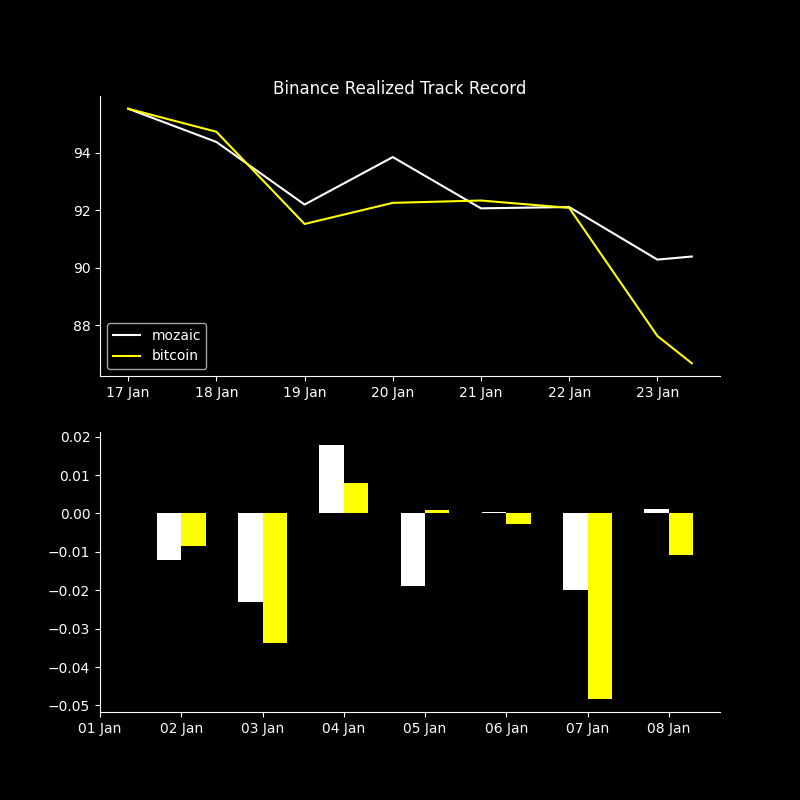 Binance Realized Track Record
94
92
90
88
mozaic
bitcoin
17 Jan 18 Jan 19 Jan 20 Jan 21 Jan 22 Jan 23 Jan
0.02
0.01
0.00
−0.01
−0.02
−0.03
−0.04
−0.05
01 Jan 02 Jan 03 Jan 04 Jan 05 Jan 06 Jan 07 Jan 08 Jan